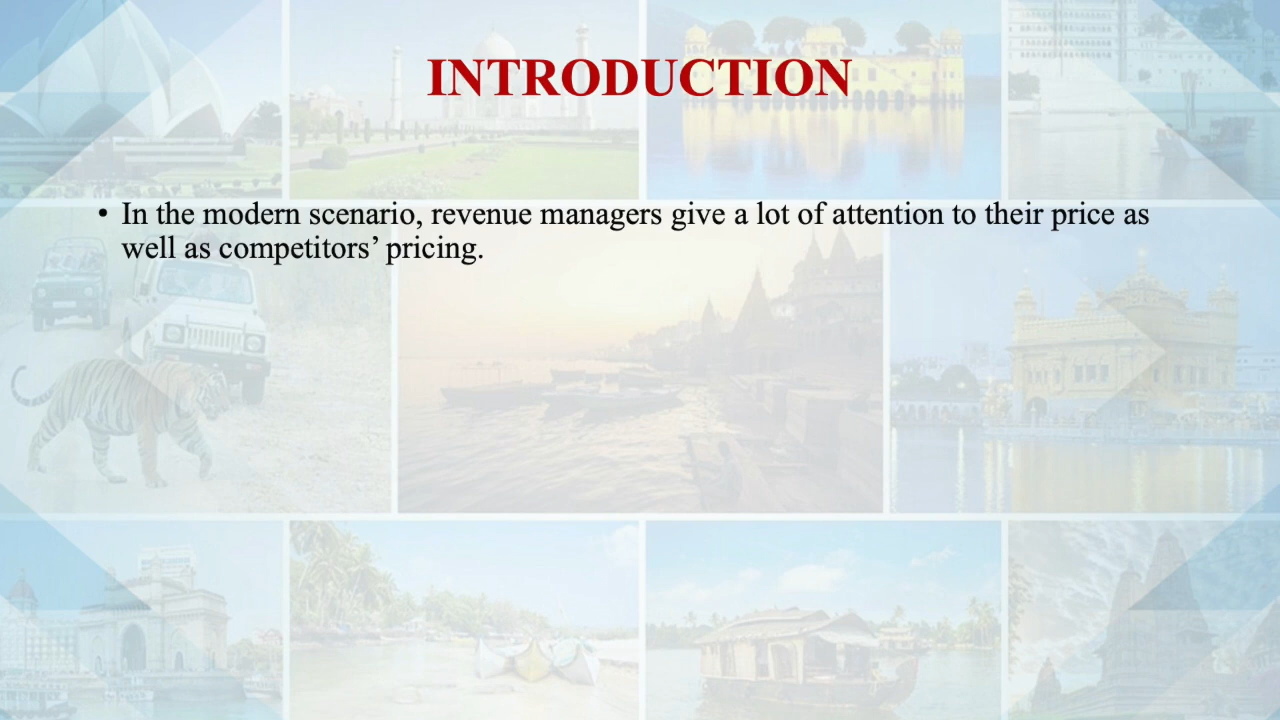 INTRODUCTION
• In the modern scenario, revenue managers give a lot of attention to their price as
well as competitors’ pricing.